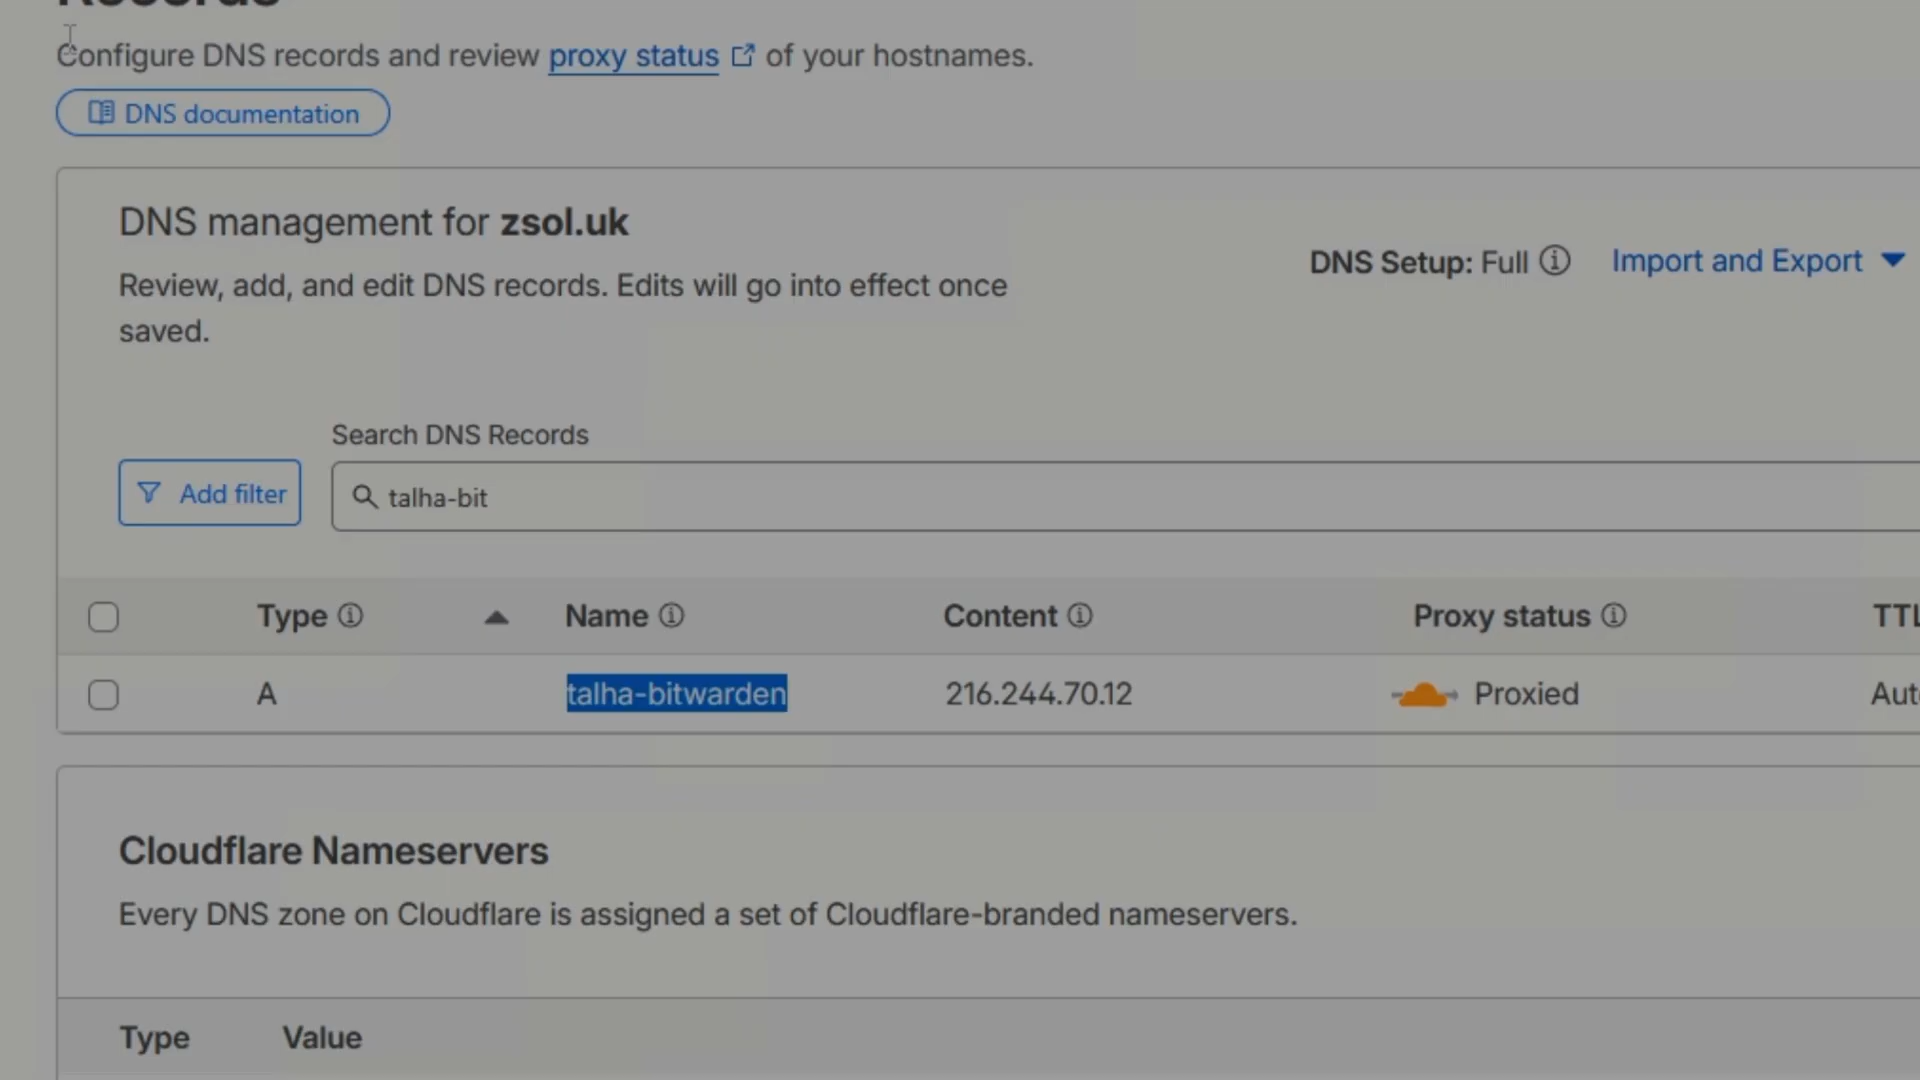 Records
Configure DNS records and review proxy status of your hostnames.
DNS documentation
DNS management for zsol.uk
Review, add, and edit DNS records. Edits will go into effect once
saved.
DNS Setup: Full
Import and Export
Search DNS Records
Add filter
talha-bit
Type Name Content Proxy status TTL
A talha-bitwarden 216.244.70.12 Proxied Aut
Cloudflare Nameservers
Every DNS zone on Cloudflare is assigned a set of Cloudflare-branded nameservers.
Type Value